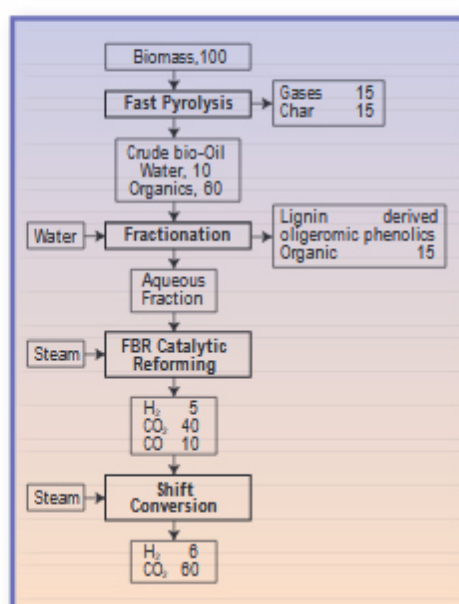 Biomass,100
Fast Pyrolysis
Gases 15
Char 15
Crude bio-Oil
Water, 10
Organics, 60
Water
Fractionation
Lignin derived
oligeromic phenolics
Organic 15
Aqueous
Fraction
Steam
FBR Catalytic
Reforming
H₂ 5
CO₂ 40
CO 10
Steam
Shift
Conversion
H₂ 6
CO₂ 60